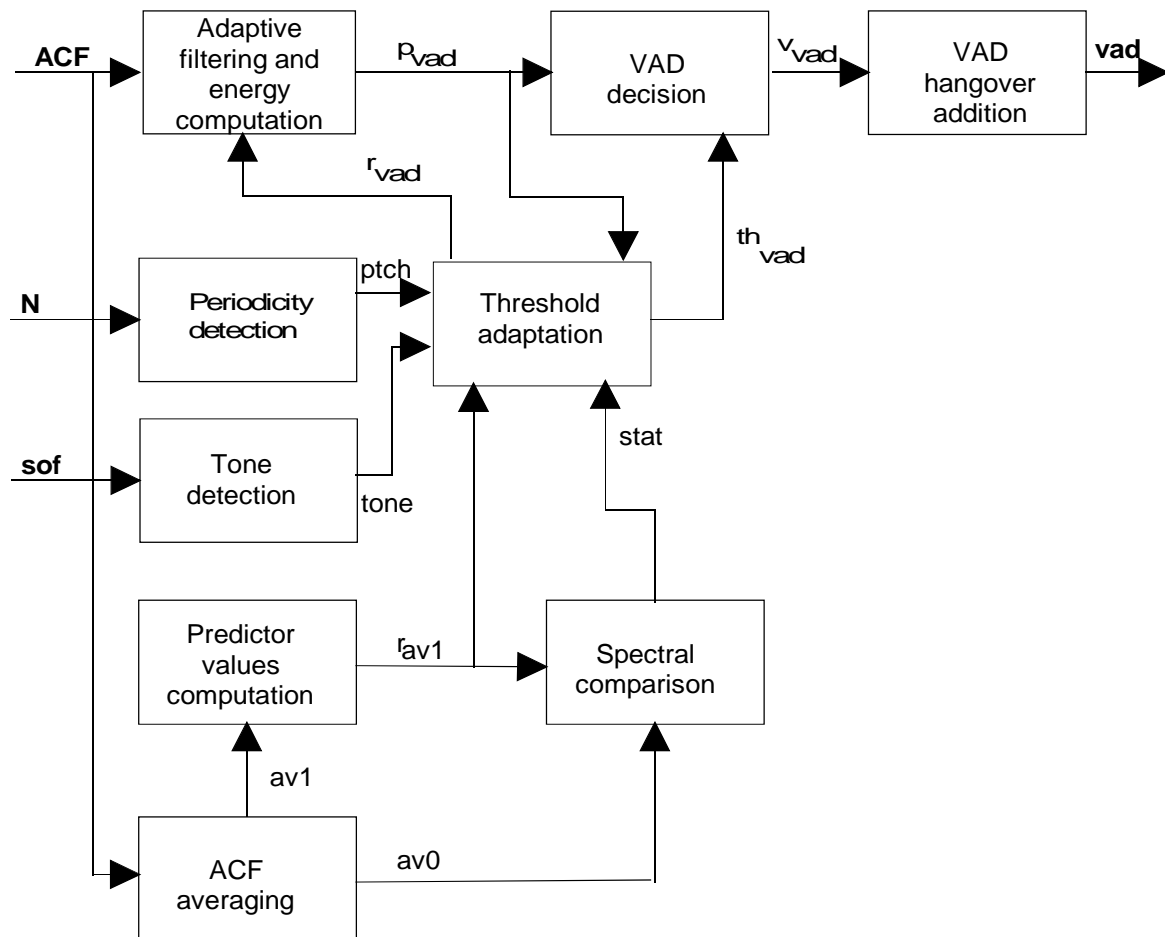 ACF
Adaptive
filtering and
energy
computation
pvad
VAD
decision
vvad
VAD
hangover
addition
vad
rvad
thvad
N
Periodicity
detection
ptch
Threshold
adaptation
sof
Tone
detection
tone
stat
Predictor
values
computation
rav1
Spectral
comparison
av1
ACF
averaging
av0